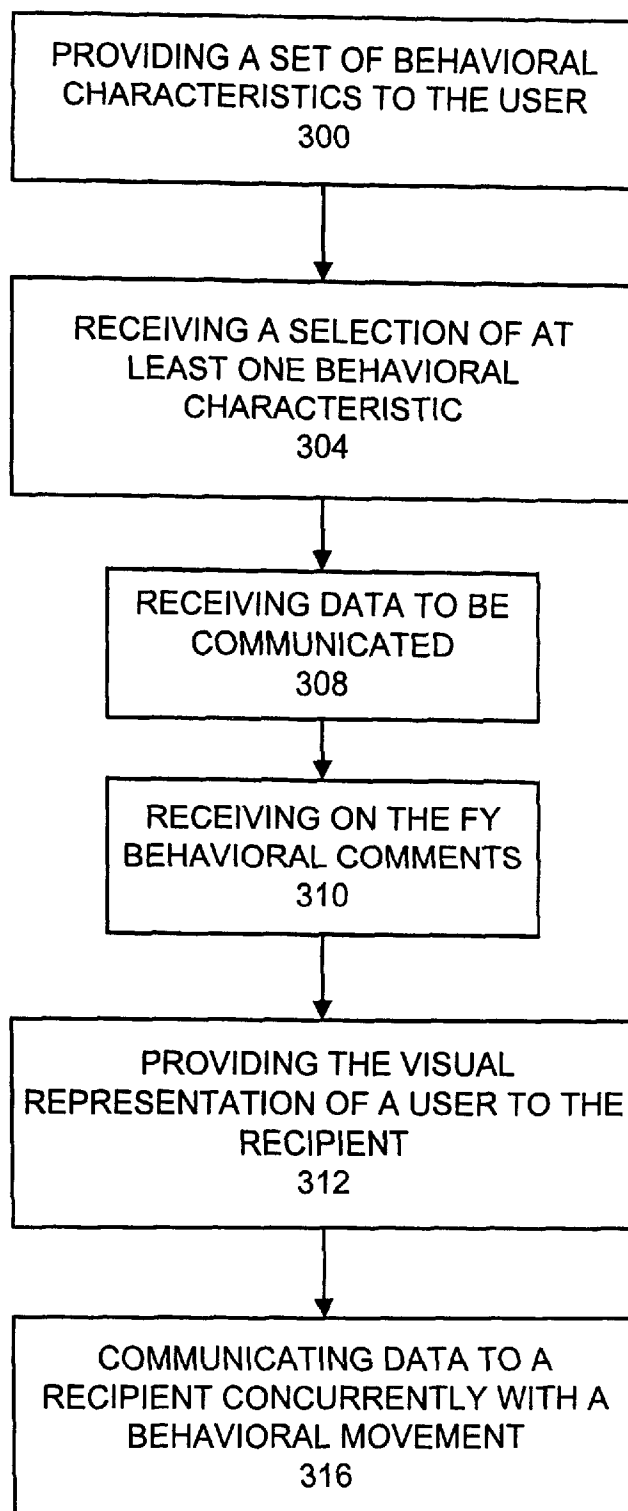 PROVIDING A SET OF BEHAVIORAL
CHARACTERISTICS TO THE USER
300
RECEIVING A SELECTION OF AT
LEAST ONE BEHAVIORAL
CHARACTERISTIC
304
RECEIVING DATA TO BE
COMMUNICATED
308
RECEIVING ON THE FY
BEHAVIORAL COMMENTS
310
PROVIDING THE VISUAL
REPRESENTATION OF A USER TO THE
RECIPIENT
312
COMMUNICATING DATA TO A
RECIPIENT CONCURRENTLY WITH A
BEHAVIORAL MOVEMENT
316